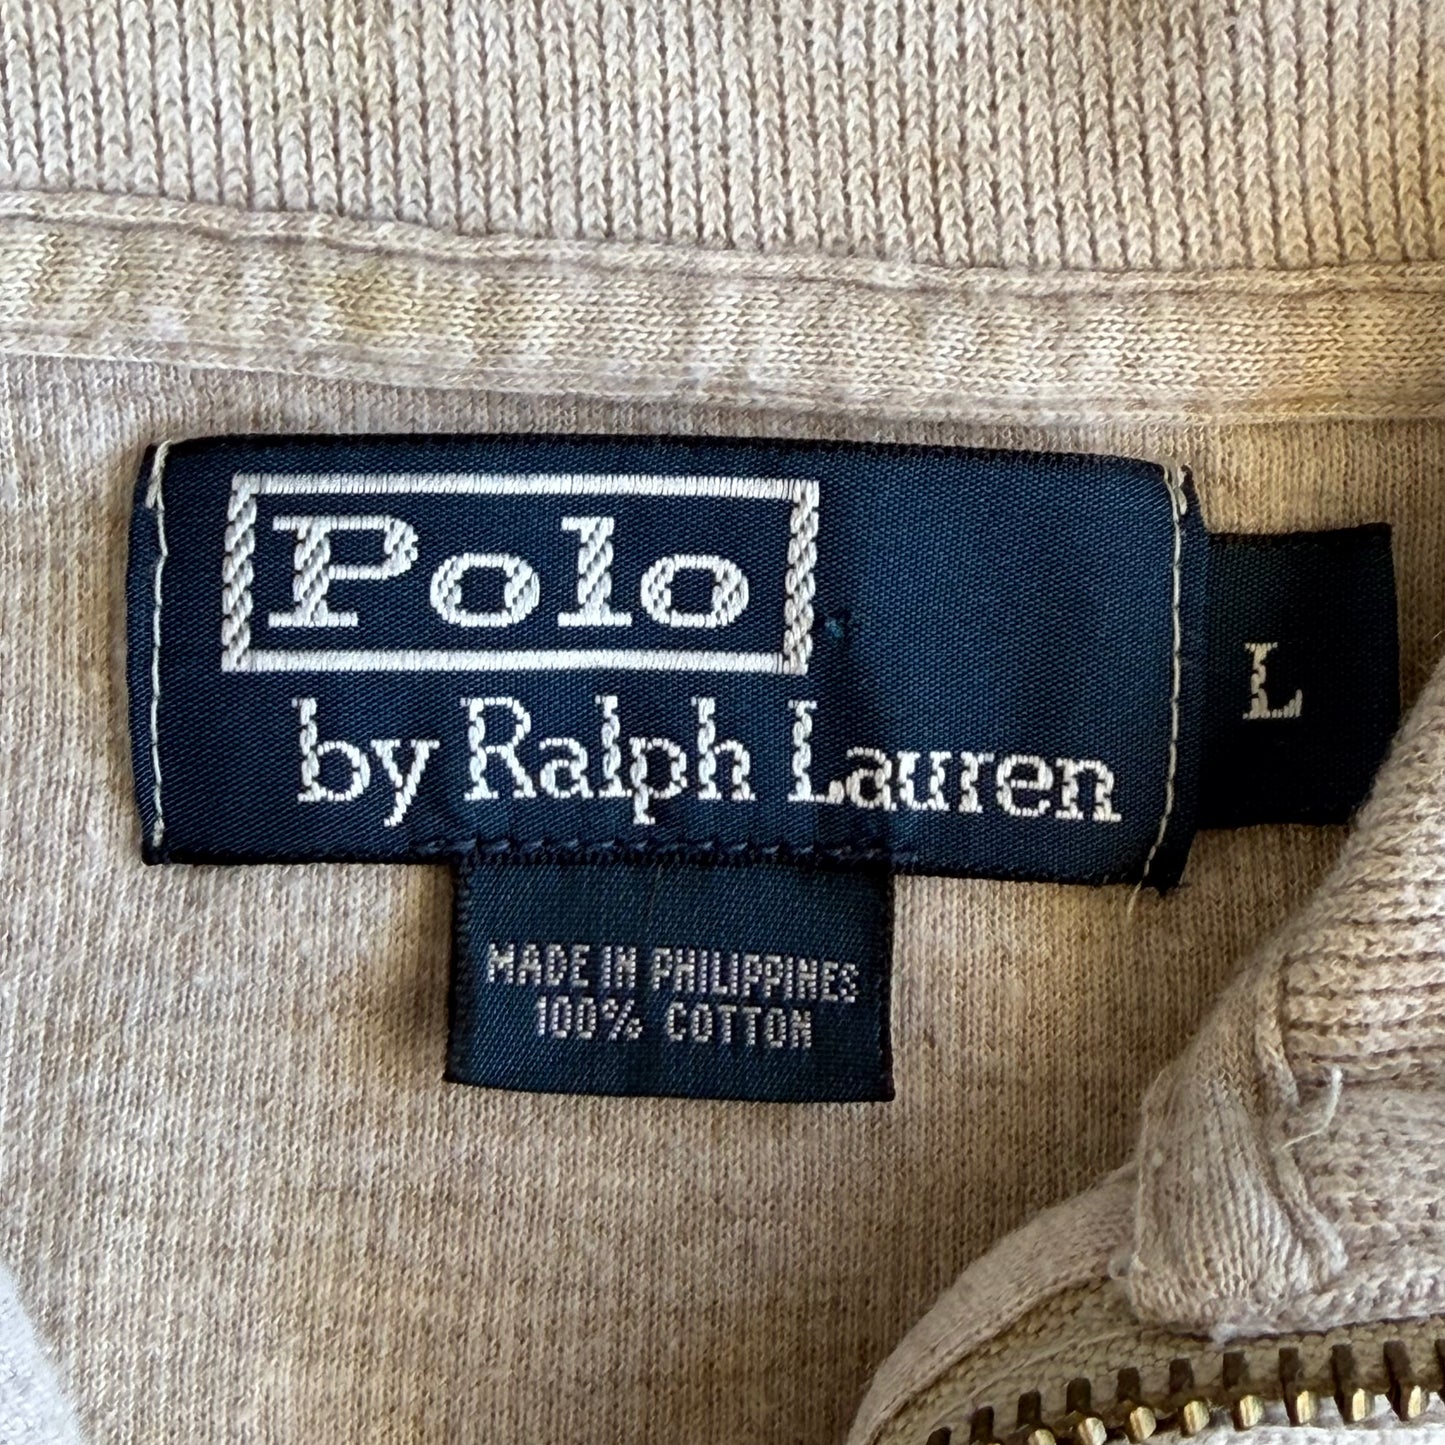 Polo
by Ralph Lauren
L
MADE IN PHILIPPINES
100% COTTON